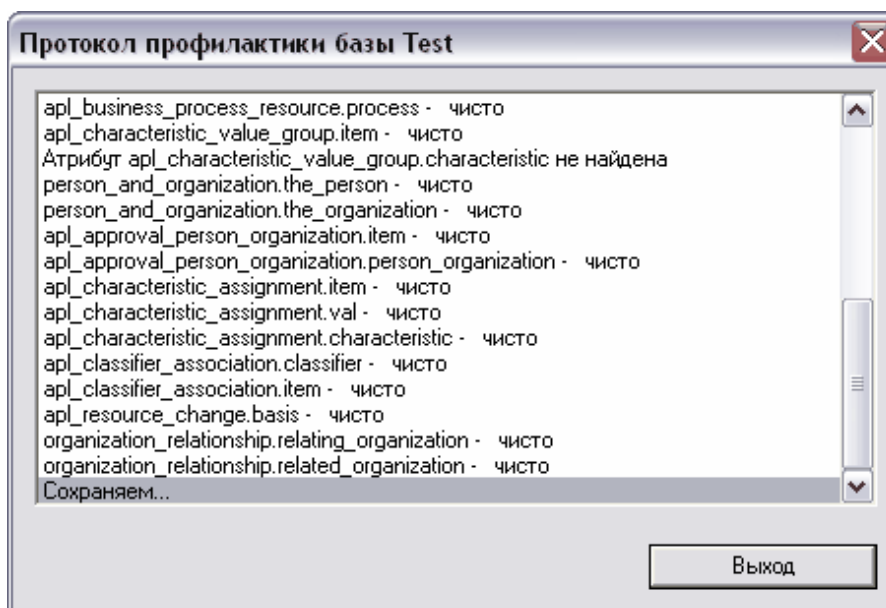 Протокол профилактики базы Test
apl_business_process_resource.process - чисто
apl_characteristic_value_group.item - чисто
Атрибут apl_characteristic_value_group.characteristic не найдена
person_and_organization.the_person - чисто
person_and_organization.the_organization - чисто
apl_approval_person_organization.item - чисто
apl_approval_person_organization.person_organization - чисто
apl_characteristic_assignment.item - чисто
apl_characteristic_assignment.val - чисто
apl_characteristic_assignment.characteristic - чисто
apl_classifier_association.classifier - чисто
apl_classifier_association.item - чисто
apl_resource_change.basis - чисто
organization_relationship.relating_organization - чисто
organization_relationship.related_organization - чисто
Сохраняем...
Выход